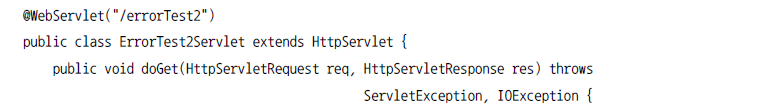 @WebServlet("/errorTest2")
public class ErrorTest2Servlet extends HttpServlet {
    public void doGet(HttpServletRequest req, HttpServletResponse res) throws
                                              ServletException, IOException {